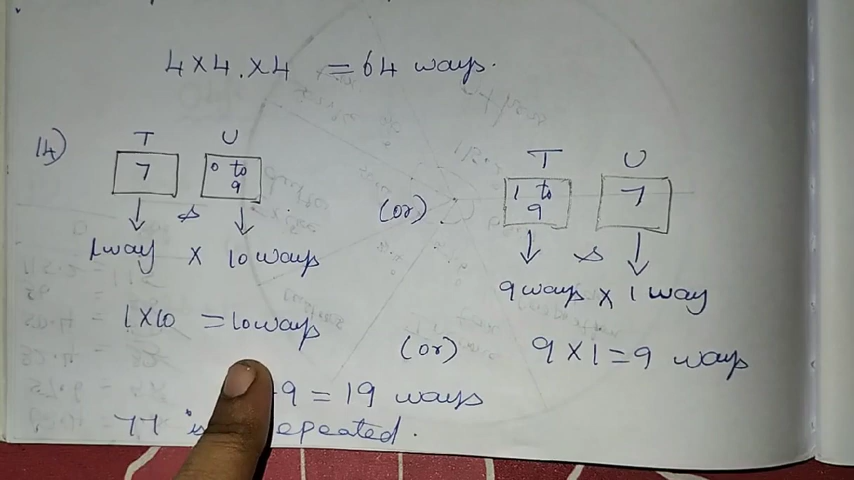 4 x 4 . x 4 = 64 ways.
14) T U T U
7 0 to 9 (or) 1 to 9 7
& &
1 way x 10 ways 9 ways x 1 way
1 x 10 = 10 ways (or) 9 x 1 = 9 ways
9 = 19 ways
77 is epeated.